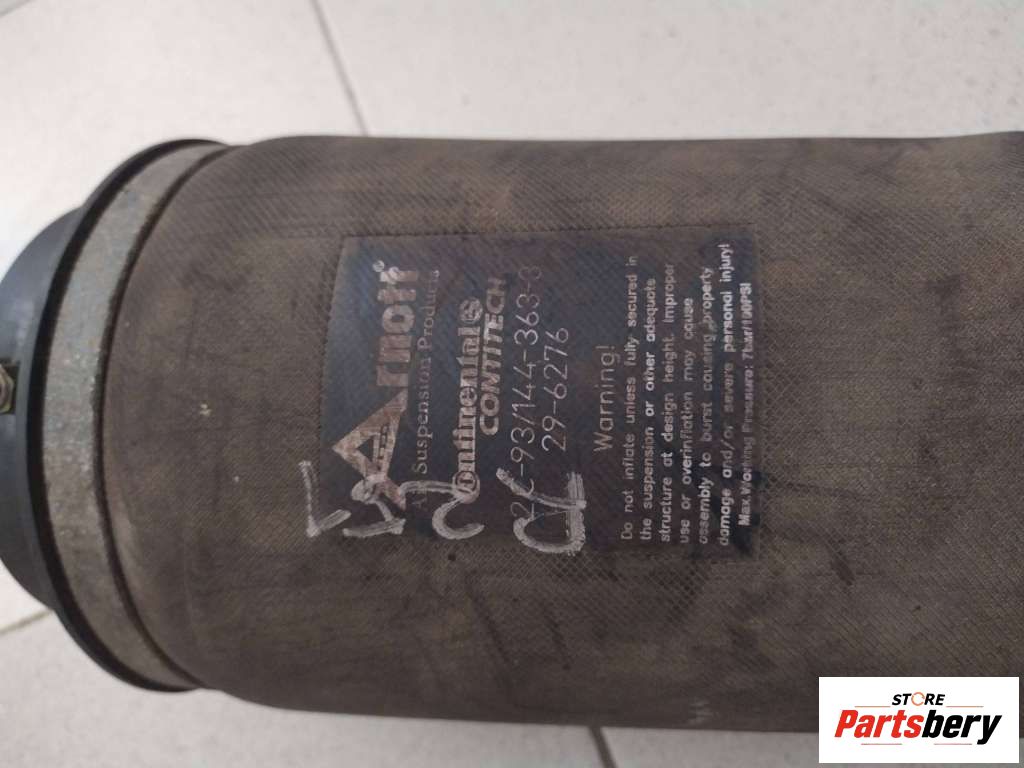 Arnott®
Air Suspension Products
Continental
CONTITECH
-93/144-363-3
29-6276
Warning!
Do not inflate unless fully secured in
the suspension or other adequate
structure at design height. Improper
use or overinflation may cause
assembly to burst causing property
damage and/or severe personal injury!
Max Working Pressure: 7bar/100PSI
STORE
Partsbery